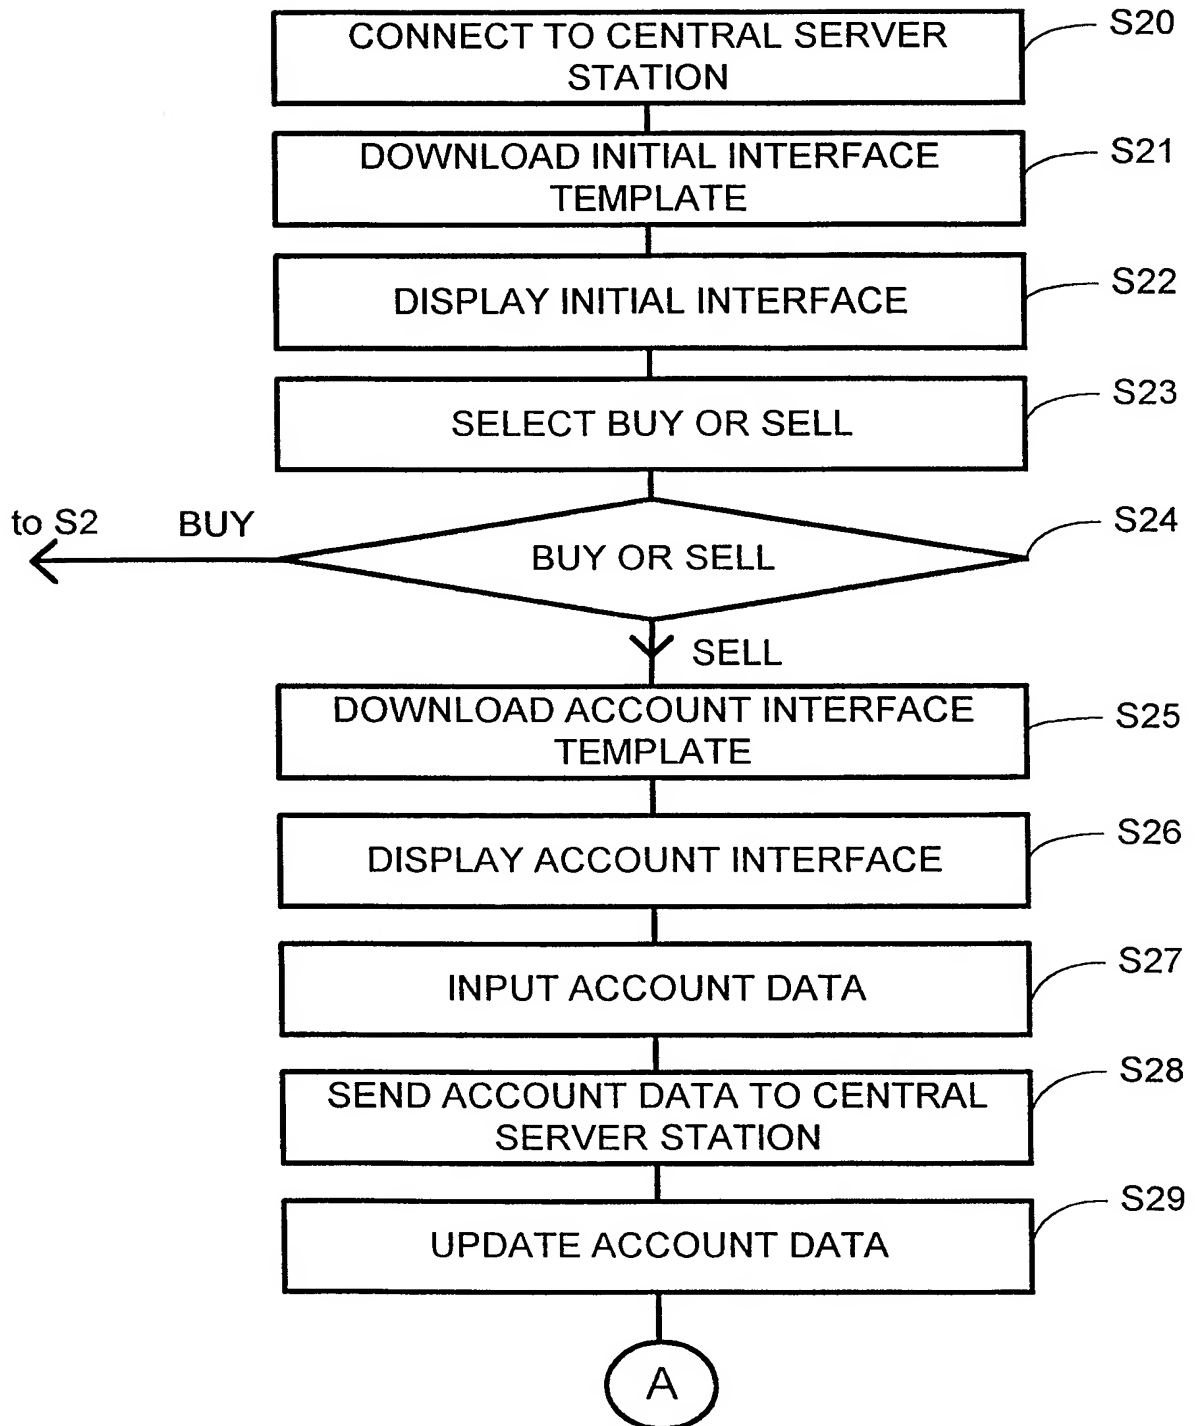 CONNECT TO CENTRAL SERVER
STATION
S20
DOWNLOAD INITIAL INTERFACE
TEMPLATE
S21
DISPLAY INITIAL INTERFACE
S22
SELECT BUY OR SELL
S23
to S2
BUY
BUY OR SELL
S24
SELL
DOWNLOAD ACCOUNT INTERFACE
TEMPLATE
S25
DISPLAY ACCOUNT INTERFACE
S26
INPUT ACCOUNT DATA
S27
SEND ACCOUNT DATA TO CENTRAL
SERVER STATION
S28
UPDATE ACCOUNT DATA
S29
A